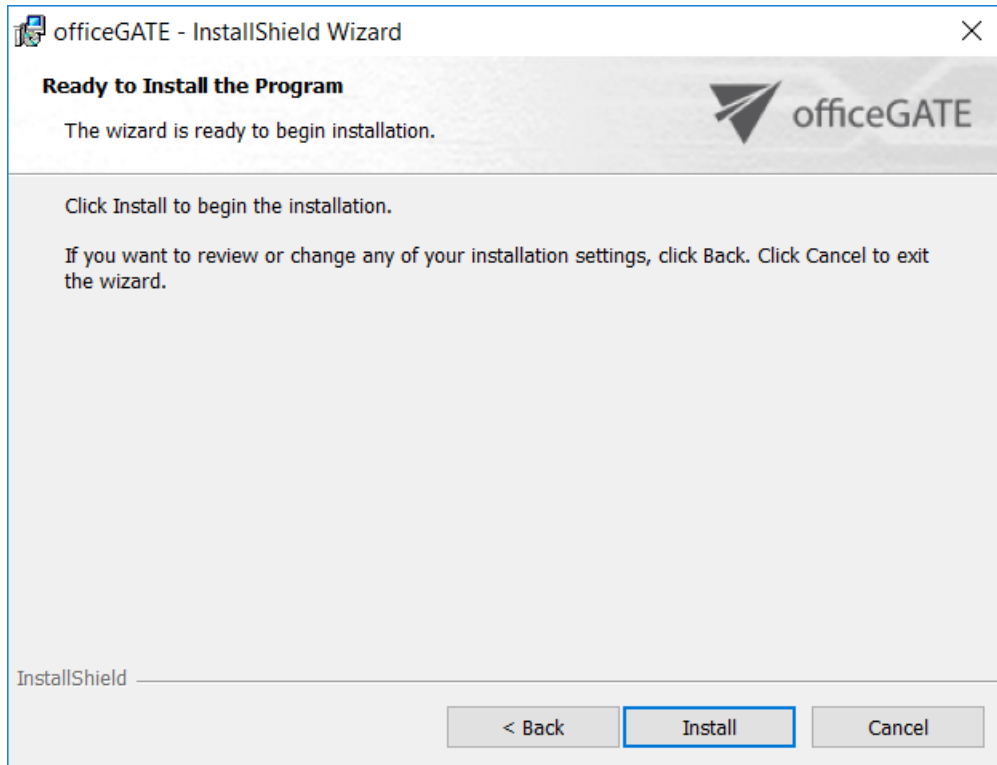 officeGATE - InstallShield Wizard
Ready to Install the Program
The wizard is ready to begin installation.
officeGATE
Click Install to begin the installation.
If you want to review or change any of your installation settings, click Back. Click Cancel to exit
the wizard.
InstallShield
< Back
Install
Cancel